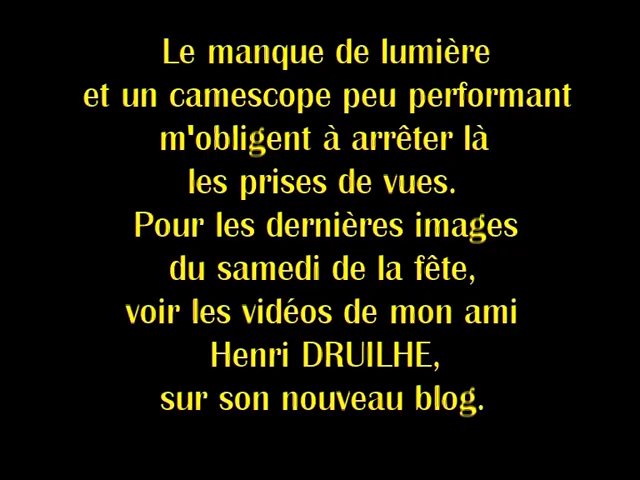 Le manque de lumière
et un camescope peu performant
m'obligent à arrêter là
les prises de vues.
Pour les dernières images
du samedi de la fête,
voir les vidéos de mon ami
Henri DRUILHE,
sur son nouveau blog.